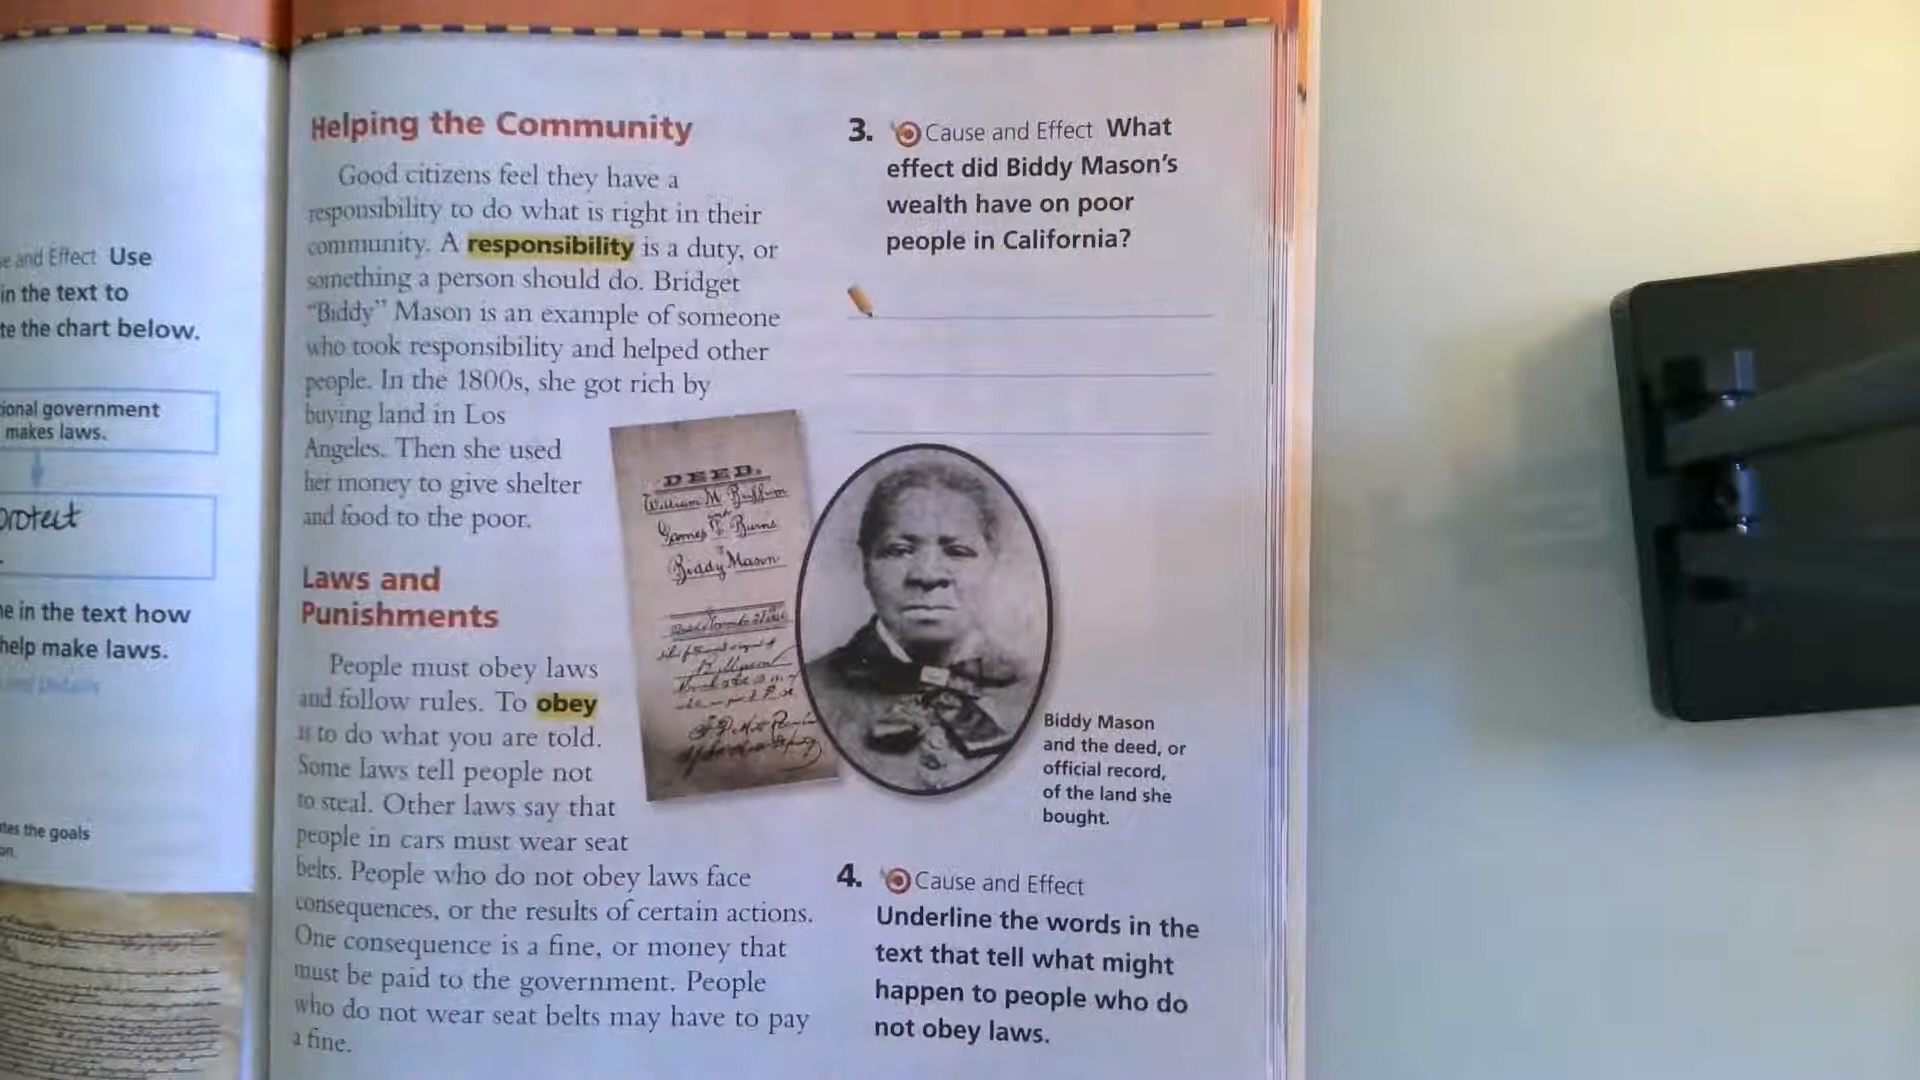 e and Effect Use
in the text to
te the chart below.
ional government
makes laws.
protect
e in the text how
help make laws.
tes the goals
on.
Helping the Community
Good citizens feel they have a
responsibility to do what is right in their
community. A responsibility is a duty, or
something a person should do. Bridget
"Biddy" Mason is an example of someone
who took responsibility and helped other
people. In the 1800s, she got rich by
buying land in Los
Angeles. Then she used
her money to give shelter
and food to the poor.
Laws and
Punishments
People must obey laws
and follow rules. To obey
is to do what you are told.
Some laws tell people not
to steal. Other laws say that
people in cars must wear seat
belts. People who do not obey laws face
consequences, or the results of certain actions.
One consequence is a fine, or money that
must be paid to the government. People
who do not wear seat belts may have to pay
a fine.
DEED.
William M. Buffum
James F. Burns
to
Biddy Mason
3. Cause and Effect What
effect did Biddy Mason's
wealth have on poor
people in California?
Biddy Mason
and the deed, or
official record,
of the land she
bought.
4. Cause and Effect
Underline the words in the
text that tell what might
happen to people who do
not obey laws.